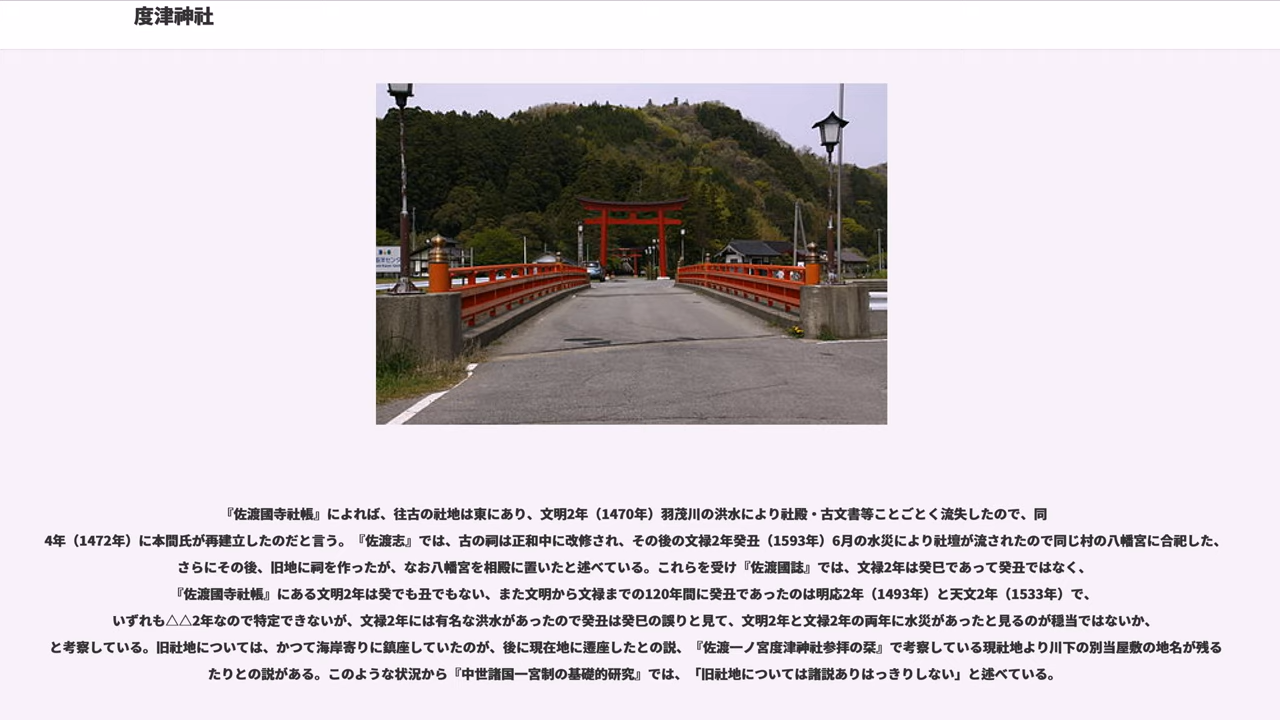 度津神社
『佐渡國寺社帳』によれば、往古の社地は東にあり、文明2年（1470年）羽茂川の洪水により社殿・古文書等ことごとく流失したので、同
4年（1472年）に本間氏が再建立したのだと言う。『佐渡志』では、古の祠は正和中に改修され、その後の文禄2年癸丑（1593年）6月の水災により社壇が流されたので同じ村の八幡宮に合祀した、
さらにその後、旧地に祠を作ったが、なお八幡宮を相殿に置いたと述べている。これらを受け『佐渡國誌』では、文禄2年は癸巳であって癸丑ではなく、
『佐渡國寺社帳』にある文明2年は癸でも丑でもない、また文明から文禄までの120年間に癸丑であったのは明応2年（1493年）と天文2年（1533年）で、
いずれも△△2年なので特定できないが、文禄2年には有名な洪水があったので癸丑は癸巳の誤りと見て、文明2年と文禄2年の両年に水災があったと見るのが穏当ではないか、
と考察している。旧社地については、かつて海岸寄りに鎮座していたのが、後に現在地に遷座したとの説、『佐渡一ノ宮度津神社参拝の栞』で考察している現社地より川下の別当屋敷の地名が残る
たりとの説がある。このような状況から『中世諸国一宮制の基礎的研究』では、「旧社地については諸説ありはっきりしない」と述べている。